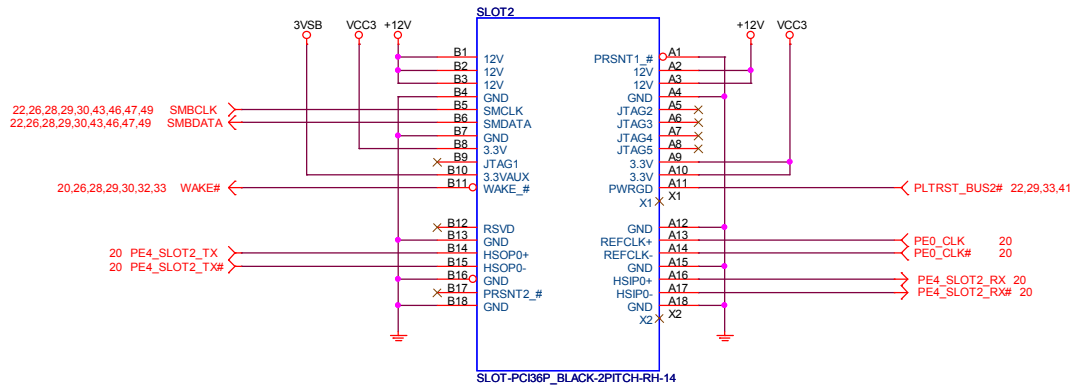 SLOT2
3VSB VCC3 +12V +12V VCC3
B1 12V PRSNT1_# A1
B2 12V 12V A2
B3 12V 12V A3
B4 GND GND A4
22,26,28,29,30,43,46,47,49 SMBCLK B5 SMCLK JTAG2 A5
22,26,28,29,30,43,46,47,49 SMBDATA B6 SMDATA JTAG3 A6
B7 GND JTAG4 A7
B8 3.3V JTAG5 A8
B9 JTAG1 3.3V A9
B10 3.3VAUX 3.3V A10
20,26,28,29,30,32,33 WAKE# B11 WAKE_# PWRGD A11 PLTRST_BUS2# 22,29,33,41
X1 X1
B12 RSVD GND A12
B13 GND REFCLK+ A13 PE0_CLK 20
20 PE4_SLOT2_TX B14 HSOP0+ REFCLK- A14 PE0_CLK# 20
20 PE4_SLOT2_TX# B15 HSOP0- GND A15
B16 GND HSIP0+ A16 PE4_SLOT2_RX 20
B17 PRSNT2_# HSIP0- A17 PE4_SLOT2_RX# 20
B18 GND GND A18
X2 X2
SLOT-PCI36P_BLACK-2PITCH-RH-14